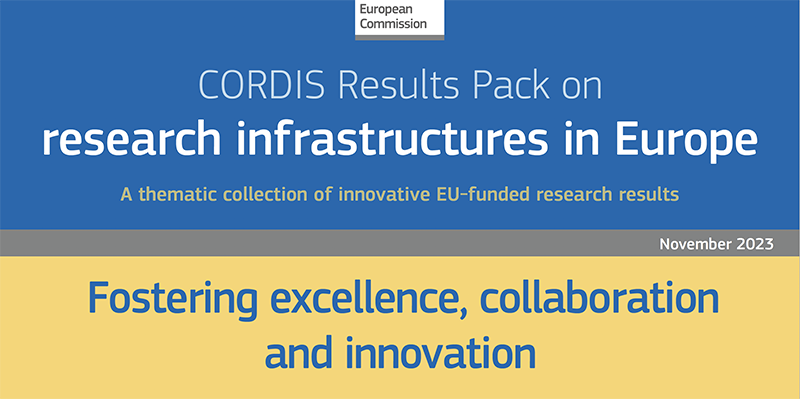 European
Commission
CORDIS Results Pack on
research infrastructures in Europe
A thematic collection of innovative EU-funded research results
November 2023
Fostering excellence, collaboration
and innovation